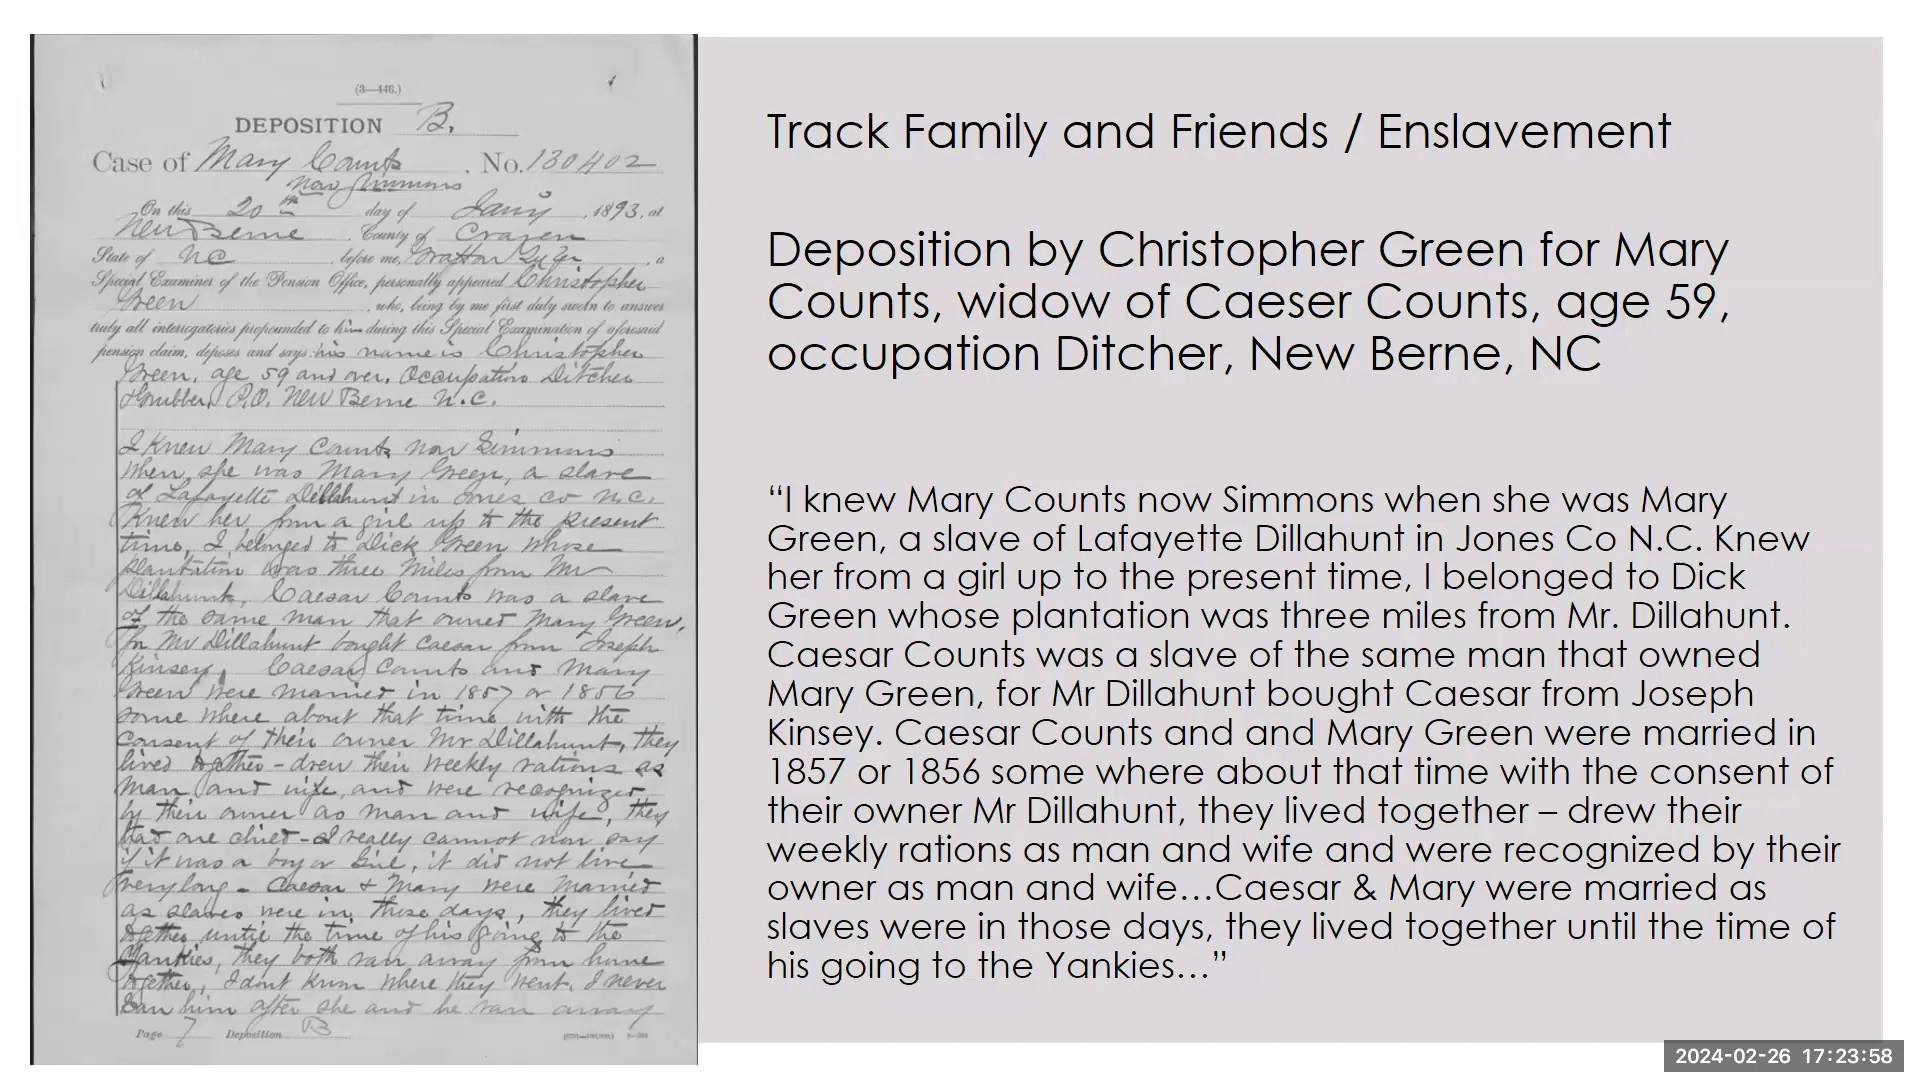 (3—446.)
DEPOSITION B.
Case of Mary Counts, No. 130402
now Simmons
On this 20th day of Jan'y, 1893, at
New Berne, County of Craven
State of NC, before me, Grafton Tyler, a
Special Examiner of the Pension Office, personally appeared Christopher
Green, who, being by me first duly sworn to answer
truly all interrogatories propounded to him during this Special Examination of aforesaid
pension claim, deposes and says: his name is Christopher
Green, age 59 and over, Occupation Ditcher
& Grubber, P.O. New Berne N.C.
I Knew Mary Counts now Simmons
when she was Mary Green, a slave
of Lafayette Dillahunt in Jones Co N.C.
Knew her from a girl up to the present
time, I belonged to Dick Green whose
plantation was three miles from Mr
Dillahunt, Caesar Counts was a slave
of the same man that owned Mary Green,
for Mr Dillahunt bought Caesar from Joseph
Kinsey, Caesar Counts and Mary
Green were married in 1857 or 1856
some where about that time with the
consent of their owner Mr Dillahunt, they
lived together - drew their weekly rations as
man and wife, and were recognized
by their owner as man and wife, they
had one child - I really cannot now say
if it was a boy or Girl, it did not live
very long - Caesar & Mary were married
as slaves were in those days, they lived
together until the time of his going to the
Yankies, they both ran away from home
together, I dont know where they went. I never
saw him after she and he ran away
Page 7 Deposition B
Track Family and Friends / Enslavement
Deposition by Christopher Green for Mary
Counts, widow of Caeser Counts, age 59,
occupation Ditcher, New Berne, NC
“I knew Mary Counts now Simmons when she was Mary
Green, a slave of Lafayette Dillahunt in Jones Co N.C. Knew
her from a girl up to the present time, I belonged to Dick
Green whose plantation was three miles from Mr. Dillahunt.
Caesar Counts was a slave of the same man that owned
Mary Green, for Mr Dillahunt bought Caesar from Joseph
Kinsey. Caesar Counts and and Mary Green were married in
1857 or 1856 some where about that time with the consent of
their owner Mr Dillahunt, they lived together – drew their
weekly rations as man and wife and were recognized by their
owner as man and wife…Caesar & Mary were married as
slaves were in those days, they lived together until the time of
his going to the Yankies…”
2024-02-26 17:23:58